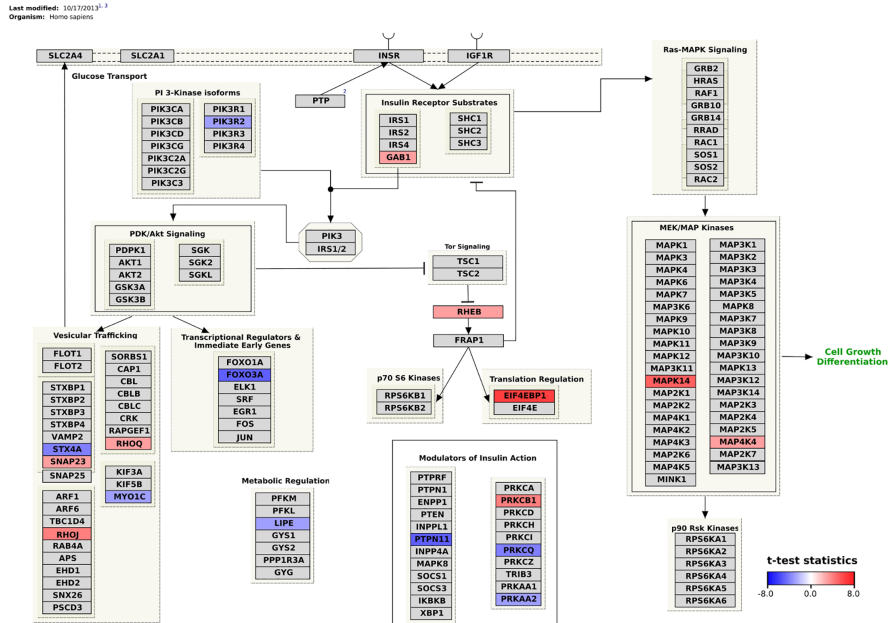 Last modified: 10/17/2013 1, 3
Organism: Homo sapiens
SLC2A4
SLC2A1
INSR
IGF1R
Glucose Transport
PTP 2
PI 3-Kinase isoforms
PIK3CA
PIK3CB
PIK3CD
PIK3CG
PIK3C2A
PIK3C2G
PIK3C3
PIK3R1
PIK3R2
PIK3R3
PIK3R4
Insulin Receptor Substrates
IRS1
IRS2
IRS4
GAB1
SHC1
SHC2
SHC3
Ras-MAPK Signaling
GRB2
HRAS
RAF1
GRB10
GRB14
RRAD
RAC1
SOS1
SOS2
RAC2
PIK3
IRS1/2
PDK/Akt Signaling
PDPK1
AKT1
AKT2
GSK3A
GSK3B
SGK
SGK2
SGKL
Tor Signaling
TSC1
TSC2
RHEB
FRAP1
MEK/MAP Kinases
MAPK1
MAPK3
MAPK4
MAPK6
MAPK7
MAP3K6
MAPK9
MAPK10
MAPK11
MAPK12
MAP3K11
MAPK14
MAP2K1
MAP2K2
MAP4K1
MAP4K2
MAP4K3
MAP2K6
MAP4K5
MINK1
MAP3K1
MAP3K2
MAP3K3
MAP3K4
MAP3K5
MAPK8
MAP3K7
MAP3K8
MAP3K9
MAP3K10
MAPK13
MAP3K12
MAP3K14
MAP2K3
MAP2K4
MAP2K5
MAP4K4
MAP2K7
MAP3K13
Cell Growth
Differentiation
Vesicular Trafficking
FLOT1
FLOT2
STXBP1
STXBP2
STXBP3
STXBP4
VAMP2
STX4A
SNAP23
SNAP25
ARF1
ARF6
TBC1D4
RHOJ
RAB4A
APS
EHD1
EHD2
SNX26
PSCD3
SORBS1
CAP1
CBL
CBLB
CBLC
CRK
RAPGEF1
RHOQ
KIF3A
KIF5B
MYO1C
Transcriptional Regulators &
Immediate Early Genes
FOXO1A
FOXO3A
ELK1
SRF
EGR1
FOS
JUN
p70 S6 Kinases
RPS6KB1
RPS6KB2
Translation Regulation
EIF4EBP1
EIF4E
Metabolic Regulation
PFKM
PFKL
LIPE
GYS1
GYS2
PPP1R3A
GYG
Modulators of Insulin Action
PTPRF
PTPN1
ENPP1
PTEN
INPPL1
PTPN11
INPP4A
MAPK8
SOCS1
SOCS3
IKBKB
XBP1
PRKCA
PRKCB1
PRKCD
PRKCH
PRKCI
PRKCQ
PRKCZ
TRIB3
PRKAA1
PRKAA2
p90 Rsk Kinases
RPS6KA1
RPS6KA2
RPS6KA3
RPS6KA4
RPS6KA5
RPS6KA6
t-test statistics
-8.0 0 8.0